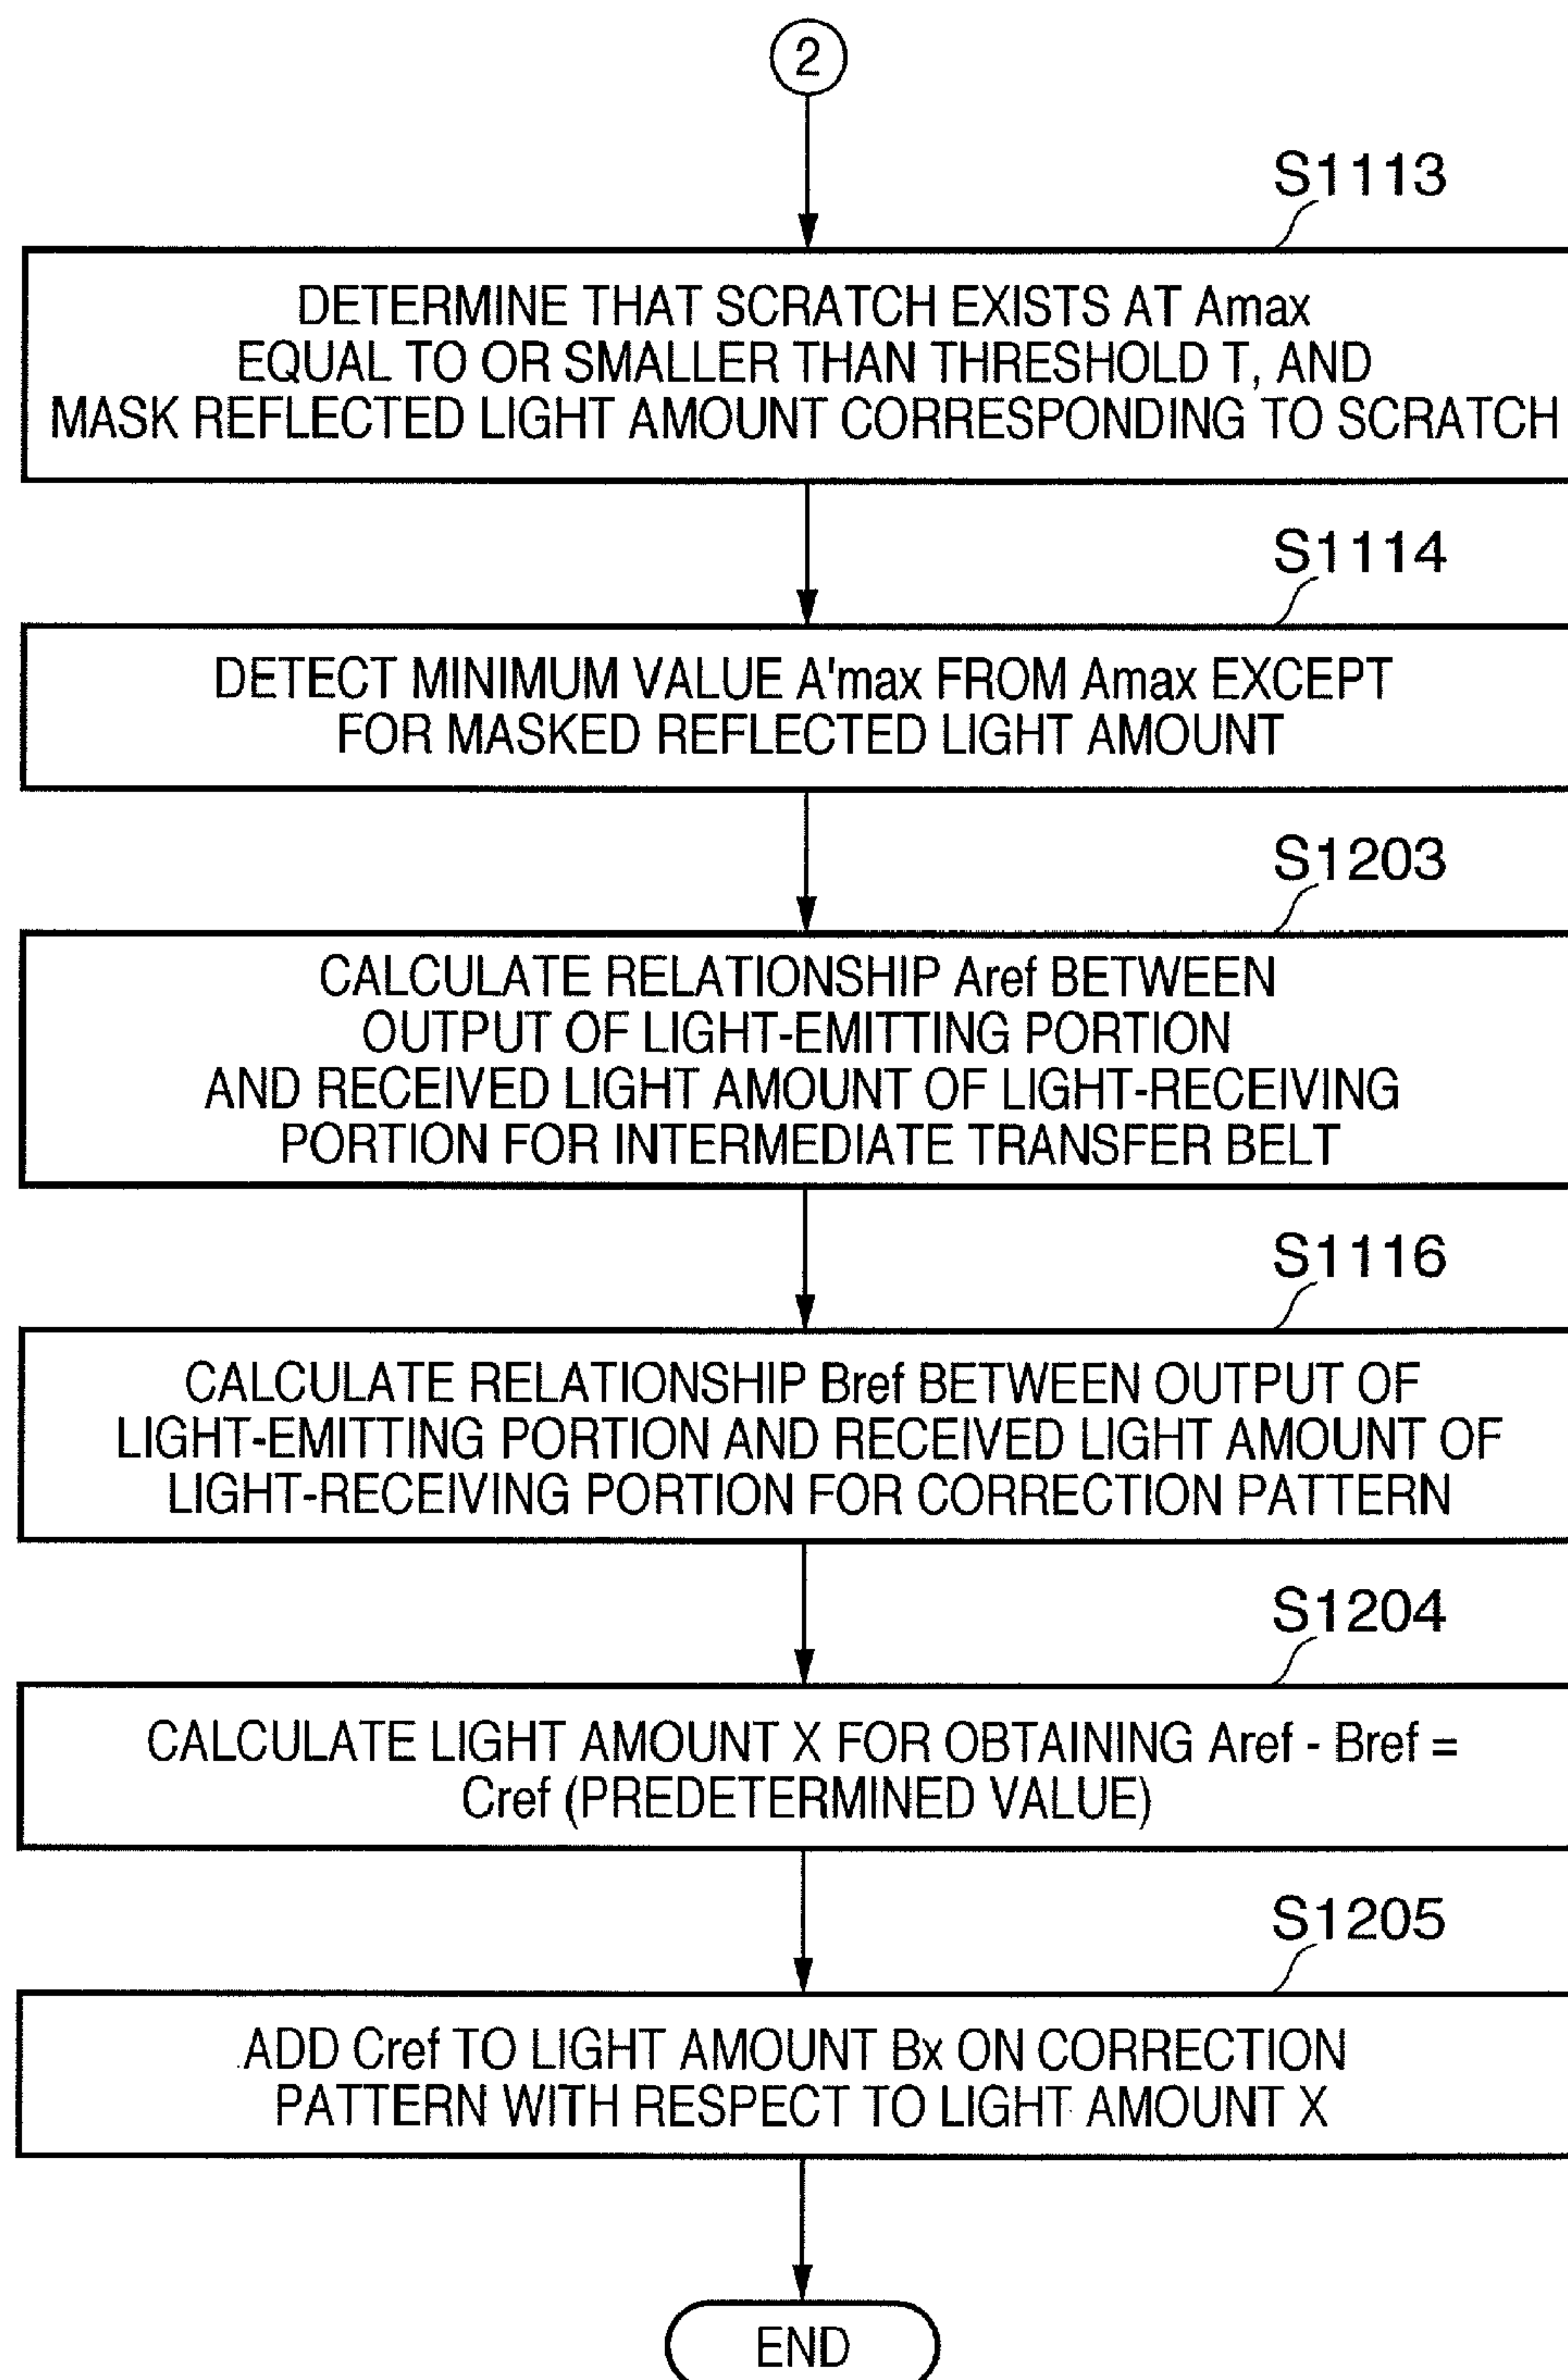 2
S1113
DETERMINE THAT SCRATCH EXISTS AT Amax
EQUAL TO OR SMALLER THAN THRESHOLD T, AND
MASK REFLECTED LIGHT AMOUNT CORRESPONDING TO SCRATCH
S1114
DETECT MINIMUM VALUE A'max FROM Amax EXCEPT
FOR MASKED REFLECTED LIGHT AMOUNT
S1203
CALCULATE RELATIONSHIP Aref BETWEEN
OUTPUT OF LIGHT-EMITTING PORTION
AND RECEIVED LIGHT AMOUNT OF LIGHT-RECEIVING
PORTION FOR INTERMEDIATE TRANSFER BELT
S1116
CALCULATE RELATIONSHIP Bref BETWEEN OUTPUT OF
LIGHT-EMITTING PORTION AND RECEIVED LIGHT AMOUNT OF
LIGHT-RECEIVING PORTION FOR CORRECTION PATTERN
S1204
CALCULATE LIGHT AMOUNT X FOR OBTAINING Aref - Bref =
Cref (PREDETERMINED VALUE)
S1205
ADD Cref TO LIGHT AMOUNT Bx ON CORRECTION
PATTERN WITH RESPECT TO LIGHT AMOUNT X
END